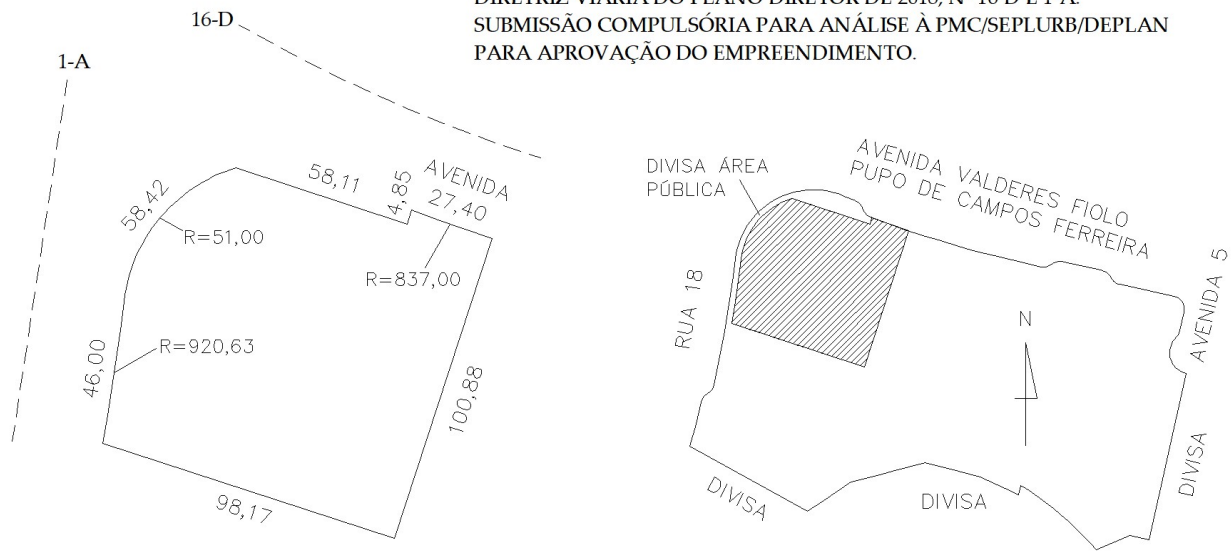 DIRETRIZ VIÁRIA DO PLANO DIRETOR DE 2018, Nº 16-D E 1-A.
SUBMISSÃO COMPULSÓRIA PARA ANÁLISE À PMC/SEPLURB/DEPLAN
PARA APROVAÇÃO DO EMPREENDIMENTO.
16-D
1-A
58,42
58,11
4,85
AVENIDA
27,40
R=51,00
R=837,00
R=920,63
46,00
100,88
98,17
DIVISA ÁREA
PÚBLICA
AVENIDA VALDERES FIOLO
PUPO DE CAMPOS FERREIRA
RUA 18
AVENIDA 5
N
DIVISA
DIVISA
DIVISA